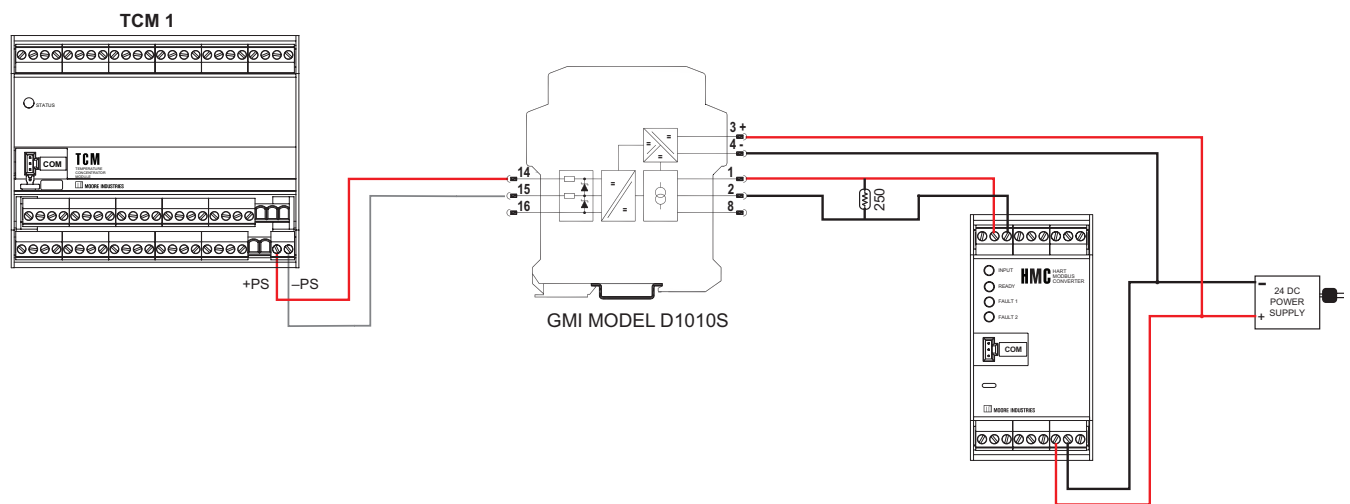 TCM 1
STATUS
COM
TCM
TEMPERATURE
CONCENTRATOR
MODULE
MOORE INDUSTRIES
+PS
–PS
14
15
16
3 +
4 -
1
2
8
GMI MODEL D1010S
250
INPUT
READY
FAULT 1
FAULT 2
HMC
HART
MODBUS
CONVERTER
COM
MOORE INDUSTRIES
-
+
24 DC
POWER
SUPPLY